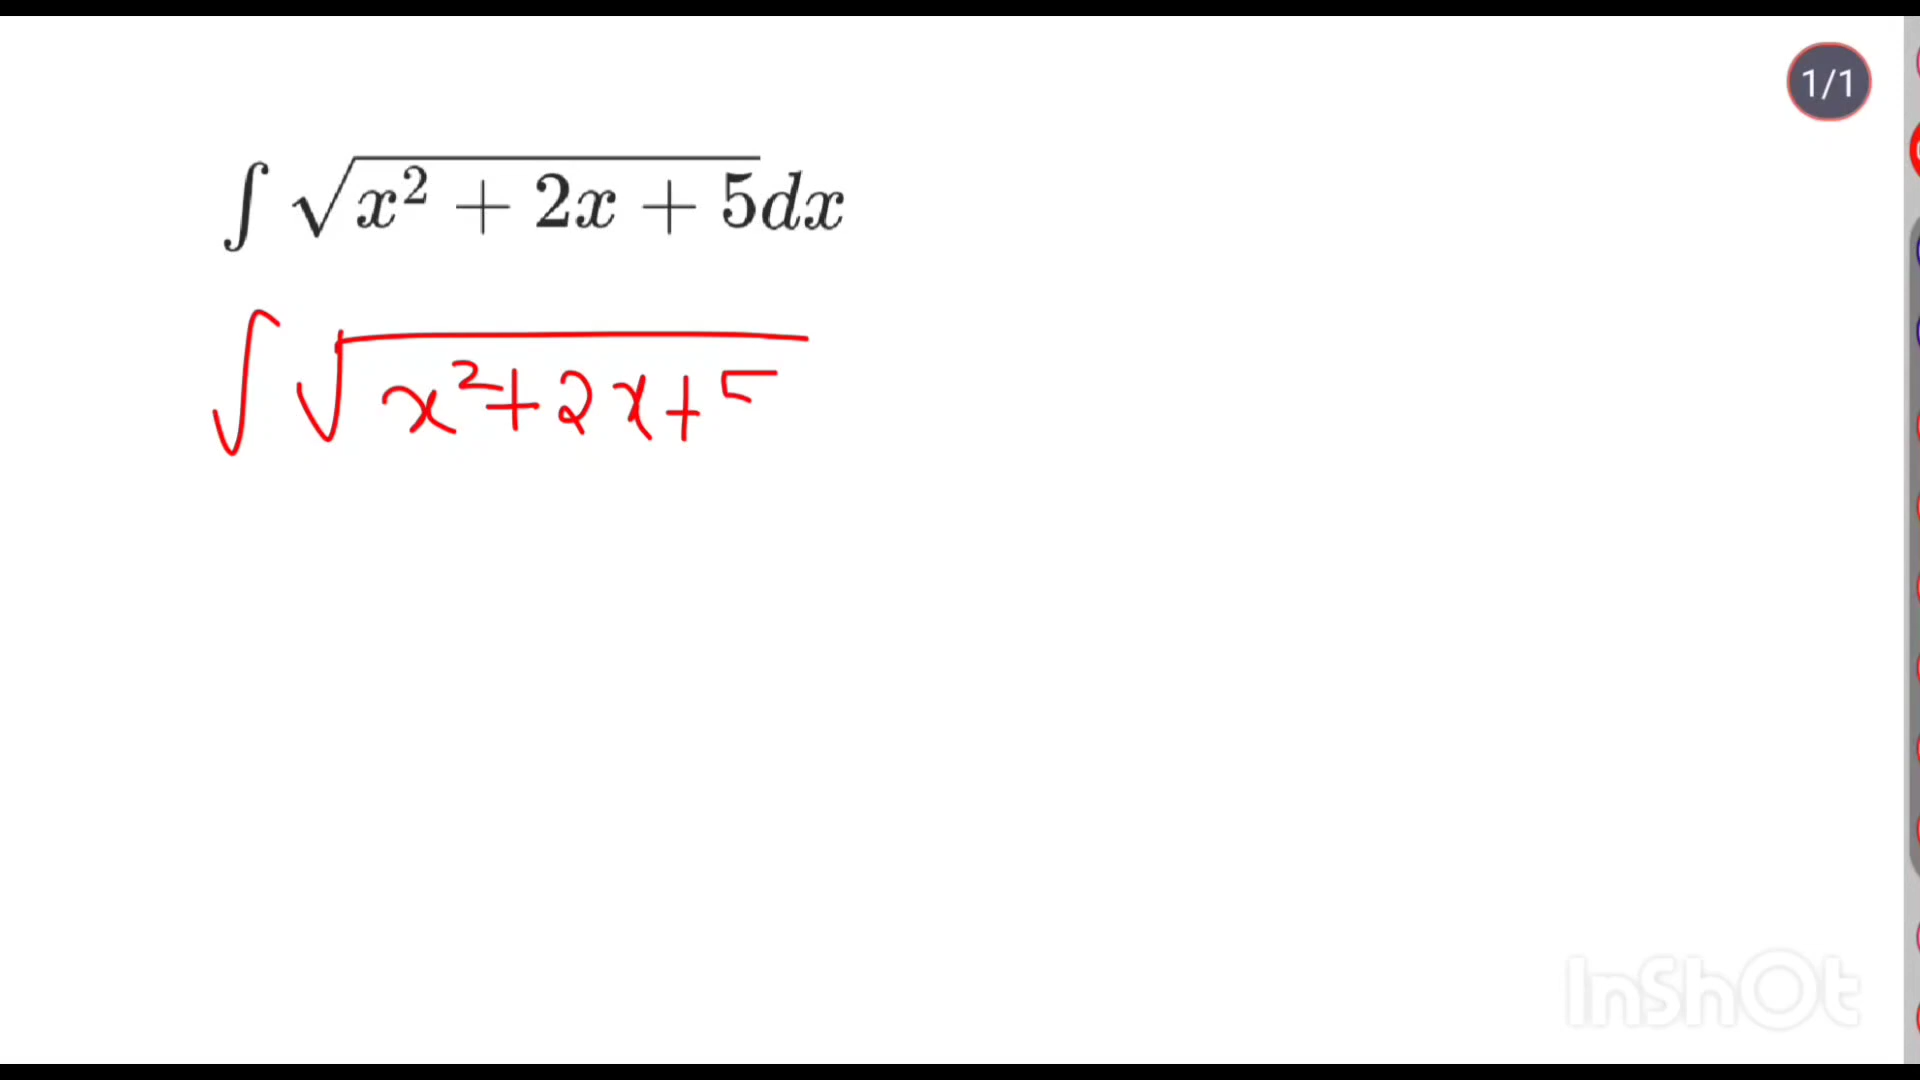 1/1
∫ √x² + 2x + 5dx
∫ √x²+2x+5
InShOt